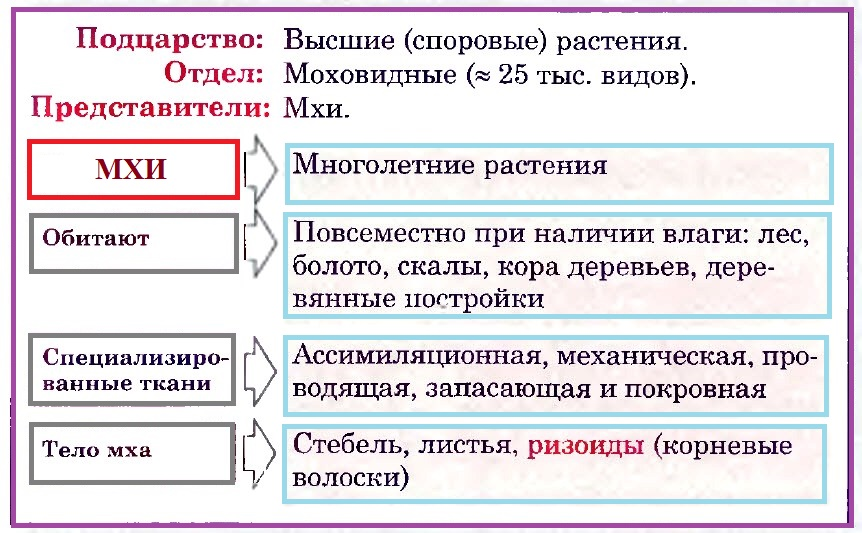 Подцарство: Высшие (споровые) растения.
Отдел: Моховидные (≈ 25 тыс. видов).
Представители: Мхи.
МХИ
Многолетние растения
Обитают
Повсеместно при наличии влаги: лес,
болото, скалы, кора деревьев, дере-
вянные постройки
Специализиро-
ванные ткани
Ассимиляционная, механическая, про-
водящая, запасающая и покровная
Тело мха
Стебель, листья, ризоиды (корневые
волоски)